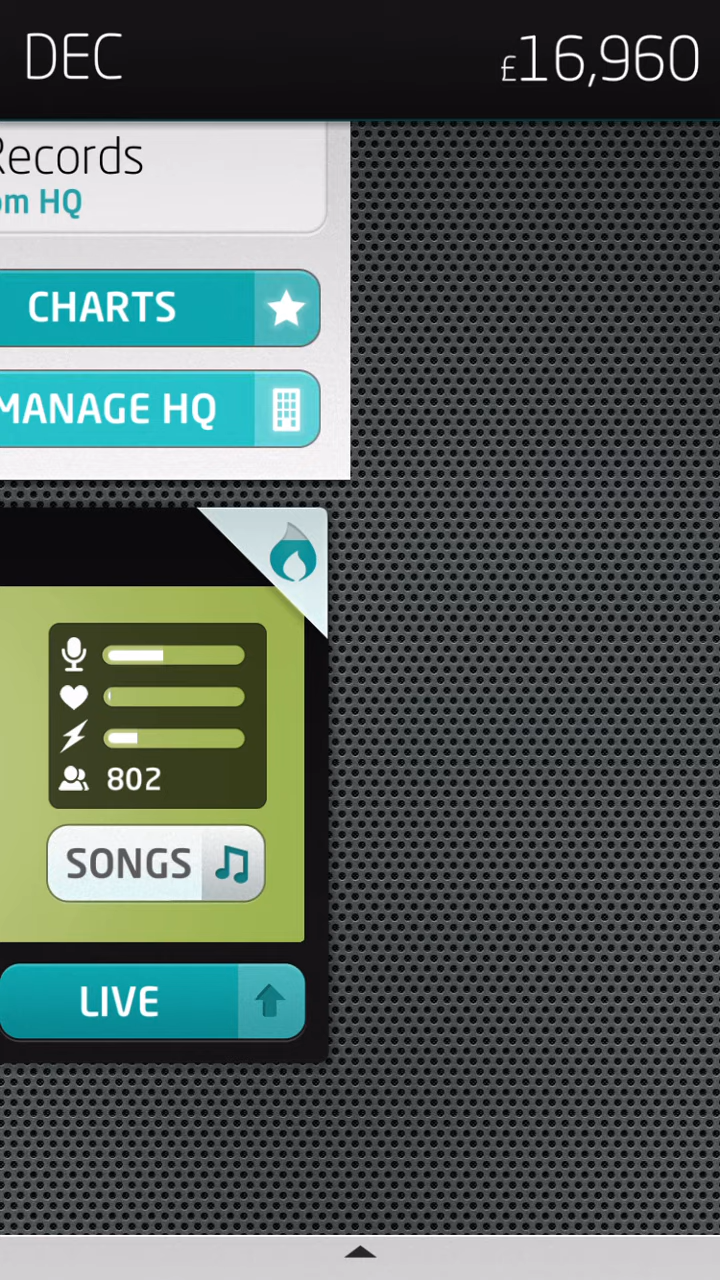 DEC
£16,960
Records
om HQ
CHARTS
MANAGE HQ
802
SONGS
LIVE